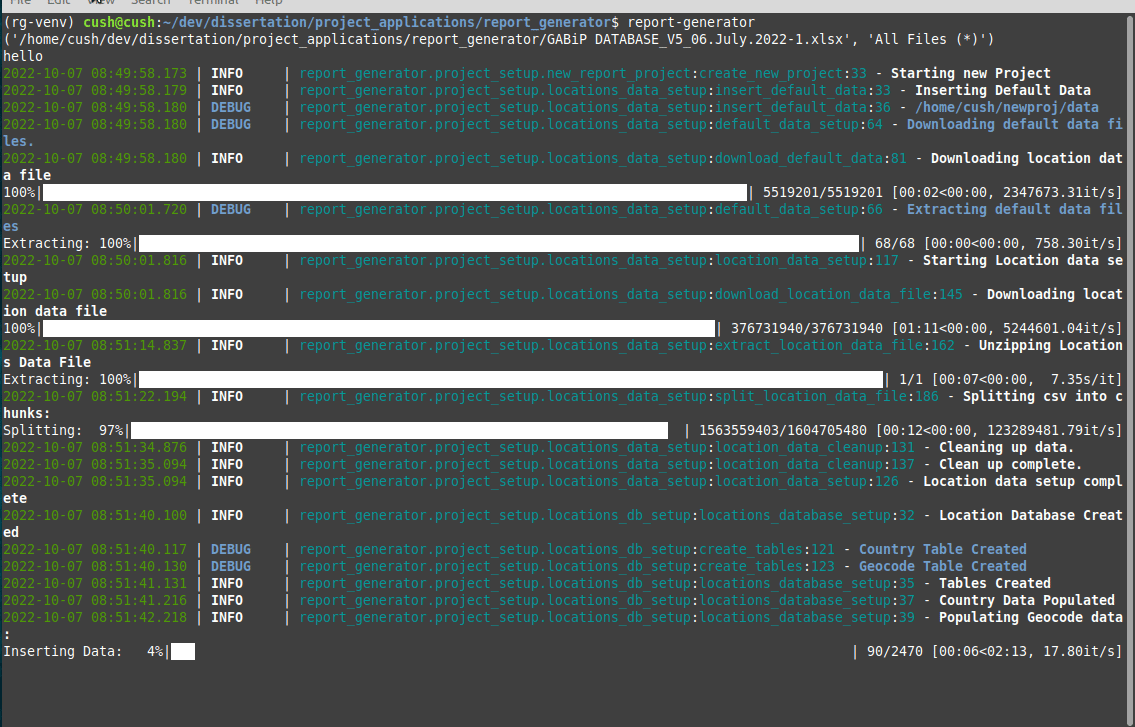 File Edit View Search Terminal Help
(rg-venv) cush@cush:~/dev/dissertation/project_applications/report_generator$ report-generator
('/home/cush/dev/dissertation/project_applications/report_generator/GABiP DATABASE_V5_06.July.2022-1.xlsx', 'All Files (*)')
hello
2022-10-07 08:49:58.173 | INFO     | report_generator.project_setup.new_report_project:create_new_project:33 - Starting new Project
2022-10-07 08:49:58.179 | INFO     | report_generator.project_setup.locations_data_setup:insert_default_data:33 - Inserting Default Data
2022-10-07 08:49:58.180 | DEBUG    | report_generator.project_setup.locations_data_setup:insert_default_data:36 - /home/cush/newproj/data
2022-10-07 08:49:58.180 | DEBUG    | report_generator.project_setup.locations_data_setup:default_data_setup:64 - Downloading default data fi
les.
2022-10-07 08:49:58.180 | INFO     | report_generator.project_setup.locations_data_setup:download_default_data:81 - Downloading location dat
a file
100%| | 5519201/5519201 [00:02<00:00, 2347673.31it/s]
2022-10-07 08:50:01.720 | DEBUG    | report_generator.project_setup.locations_data_setup:default_data_setup:66 - Extracting default data fil
es
Extracting: 100%| | 68/68 [00:00<00:00, 758.30it/s]
2022-10-07 08:50:01.816 | INFO     | report_generator.project_setup.locations_data_setup:location_data_setup:117 - Starting Location data se
tup
2022-10-07 08:50:01.816 | INFO     | report_generator.project_setup.locations_data_setup:download_location_data_file:145 - Downloading locat
ion data file
100%| | 376731940/376731940 [01:11<00:00, 5244601.04it/s]
2022-10-07 08:51:14.837 | INFO     | report_generator.project_setup.locations_data_setup:extract_location_data_file:162 - Unzipping Location
s Data File
Extracting: 100%| | 1/1 [00:07<00:00,  7.35s/it]
2022-10-07 08:51:22.194 | INFO     | report_generator.project_setup.locations_data_setup:split_location_data_file:186 - Splitting csv into c
hunks:
Splitting:  97%| | 1563559403/1604705480 [00:12<00:00, 123289481.79it/s]
2022-10-07 08:51:34.876 | INFO     | report_generator.project_setup.locations_data_setup:location_data_cleanup:131 - Cleaning up data.
2022-10-07 08:51:35.094 | INFO     | report_generator.project_setup.locations_data_setup:location_data_cleanup:137 - Clean up complete.
2022-10-07 08:51:35.094 | INFO     | report_generator.project_setup.locations_data_setup:location_data_setup:126 - Location data setup compl
ete
2022-10-07 08:51:40.100 | INFO     | report_generator.project_setup.locations_db_setup:locations_database_setup:32 - Location Database Creat
ed
2022-10-07 08:51:40.117 | DEBUG    | report_generator.project_setup.locations_db_setup:create_tables:121 - Country Table Created
2022-10-07 08:51:40.130 | DEBUG    | report_generator.project_setup.locations_db_setup:create_tables:123 - Geocode Table Created
2022-10-07 08:51:41.131 | INFO     | report_generator.project_setup.locations_db_setup:locations_database_setup:35 - Tables Created
2022-10-07 08:51:41.216 | INFO     | report_generator.project_setup.locations_db_setup:locations_database_setup:37 - Country Data Populated
2022-10-07 08:51:42.218 | INFO     | report_generator.project_setup.locations_db_setup:locations_database_setup:39 - Populating Geocode data
:
Inserting Data:   4%| | 90/2470 [00:06<02:13, 17.80it/s]